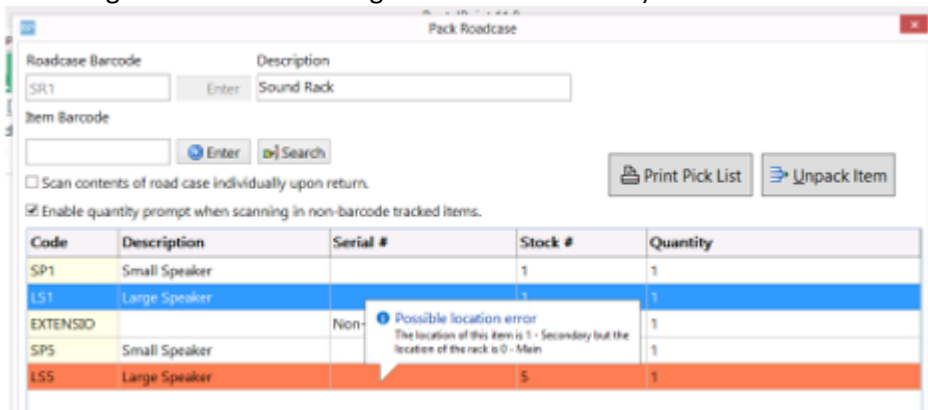 Pack Roadcase
Roadcase Barcode Description
SR1 Enter Sound Rack
Item Barcode
Enter Search
Print Pick List Unpack Item
Scan contents of road case individually upon return.
Enable quantity prompt when scanning in non-barcode tracked items.
Code Description Serial # Stock # Quantity
SP1 Small Speaker 1 1
LS1 Large Speaker 1 1
EXTENSIO Non- 1
Possible location error
The location of this item is 1 - Secondary but the
location of the rack is 0 - Main
SP5 Small Speaker 1
LS5 Large Speaker 5 1